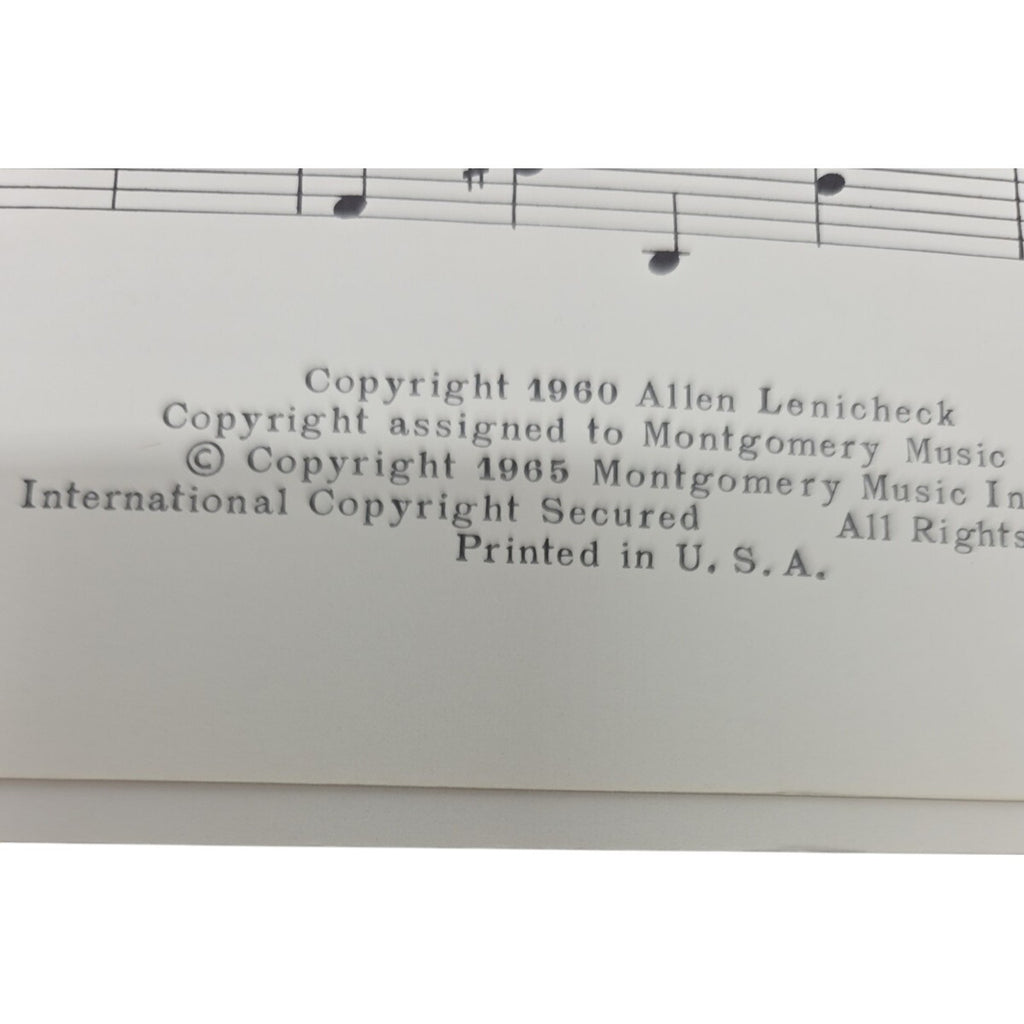 Copyright 1960 Allen Lenicheck
Copyright assigned to Montgomery Music
© Copyright 1965 Montgomery Music In
International Copyright Secured All Rights
Printed in U. S. A.